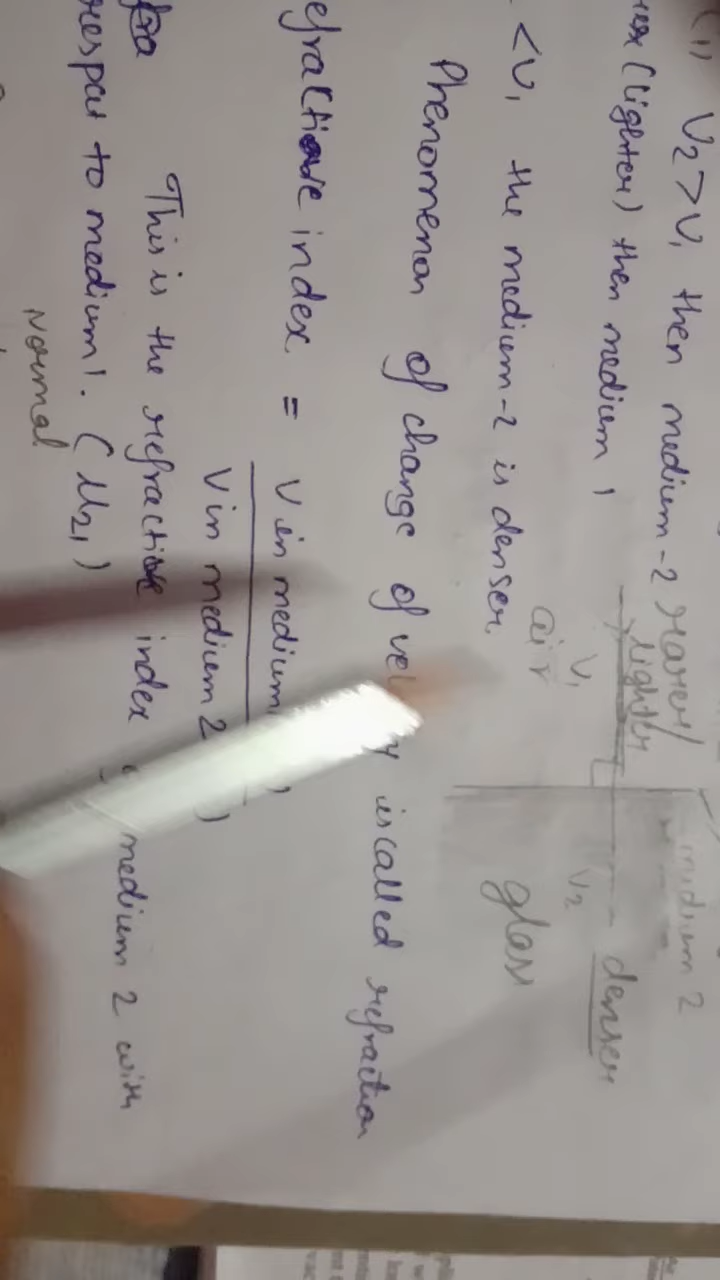 (1) V2 > V1 then medium-2 rarer/
(lighter) then medium 1
lighter
< V1 the medium-2 is denser.
air
V1
V2
medium 2
denser
glass
Phenomenon of change of is called refraction
refractive index = V in medium 1
V in medium 2
This is the refractive index medium 2 with
respect to medium 1. (μ21)
Normal